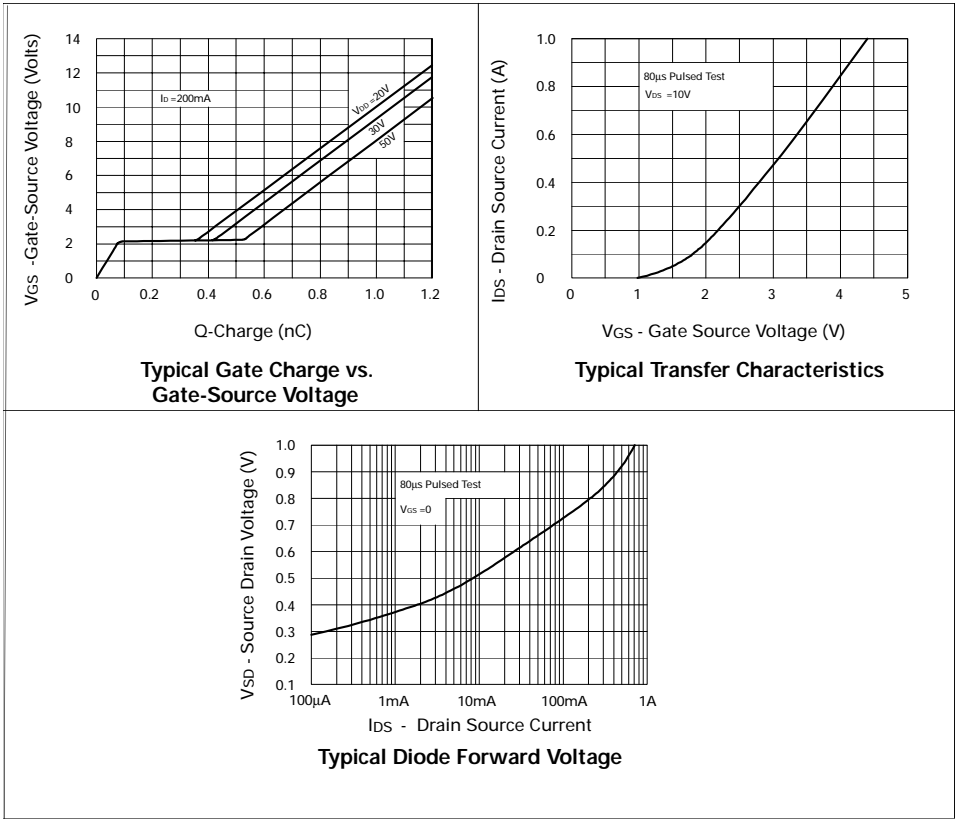 VGS -Gate-Source Voltage (Volts)
14
12
10
8
6
4
2
0
ID =200mA
VDD =20V
30V
50V
0 0.2 0.4 0.6 0.8 1.0 1.2
Q-Charge (nC)
Typical Gate Charge vs.
Gate-Source Voltage
IDS - Drain Source Current (A)
1.0
0.8
0.6
0.4
0.2
0
80µs Pulsed Test
VDS =10V
0 1 2 3 4 5
VGS - Gate Source Voltage (V)
Typical Transfer Characteristics
VSD - Source Drain Voltage (V)
1.0
0.9
0.8
0.7
0.6
0.5
0.4
0.3
0.2
0.1
80µs Pulsed Test
VGS =0
100µA 1mA 10mA 100mA 1A
IDS - Drain Source Current
Typical Diode Forward Voltage